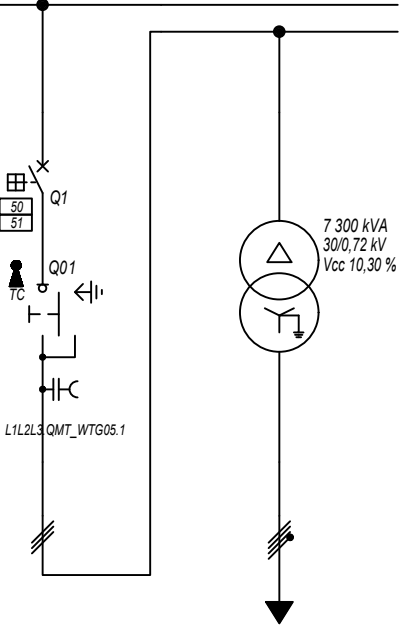 Q1
50
51
Q01
TC
L1L2L3 QMT_WTG05.1
7 300 kVA
30/0,72 kV
Vcc 10,30 %